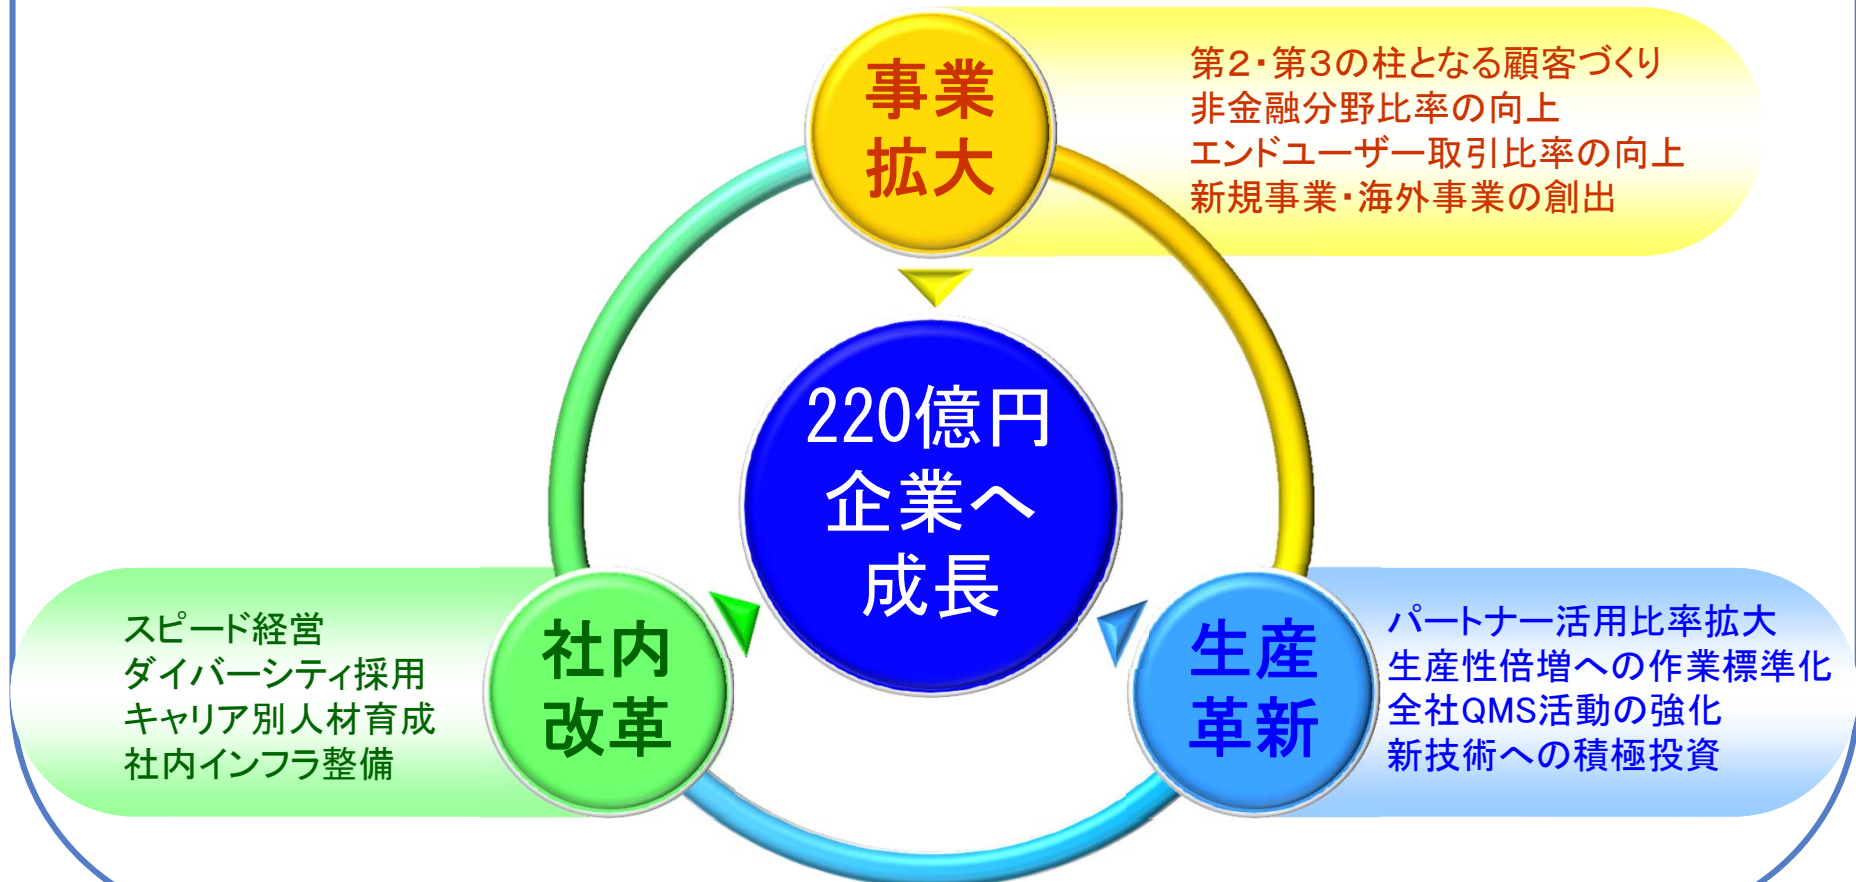 事業
拡大
第2・第3の柱となる顧客づくり
非金融分野比率の向上
エンドユーザー取引比率の向上
新規事業・海外事業の創出
220億円
企業へ
成長
社内
改革
スピード経営
ダイバーシティ採用
キャリア別人材育成
社内インフラ整備
生産
革新
パートナー活用比率拡大
生産性倍増への作業標準化
全社QMS活動の強化
新技術への積極投資